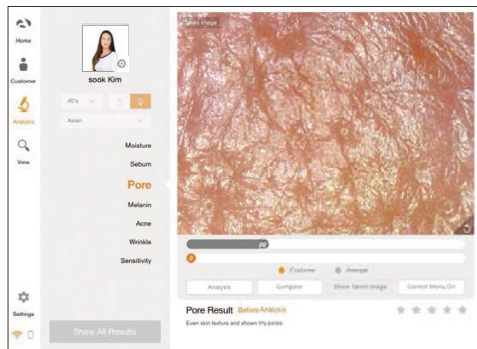 Home
Customer
Analysis
View
Settings
sook Kim
40's
Asian
Moisture
Sebum
Pore
Melanin
Acne
Wrinkle
Sensitivity
Show All Results
Taken Image
20
0
Customer
Average
Analysis
Compare
Show Taken Image
Control Menu On
Pore Result Before Analysis
Even skin texture and shown tiny pores.